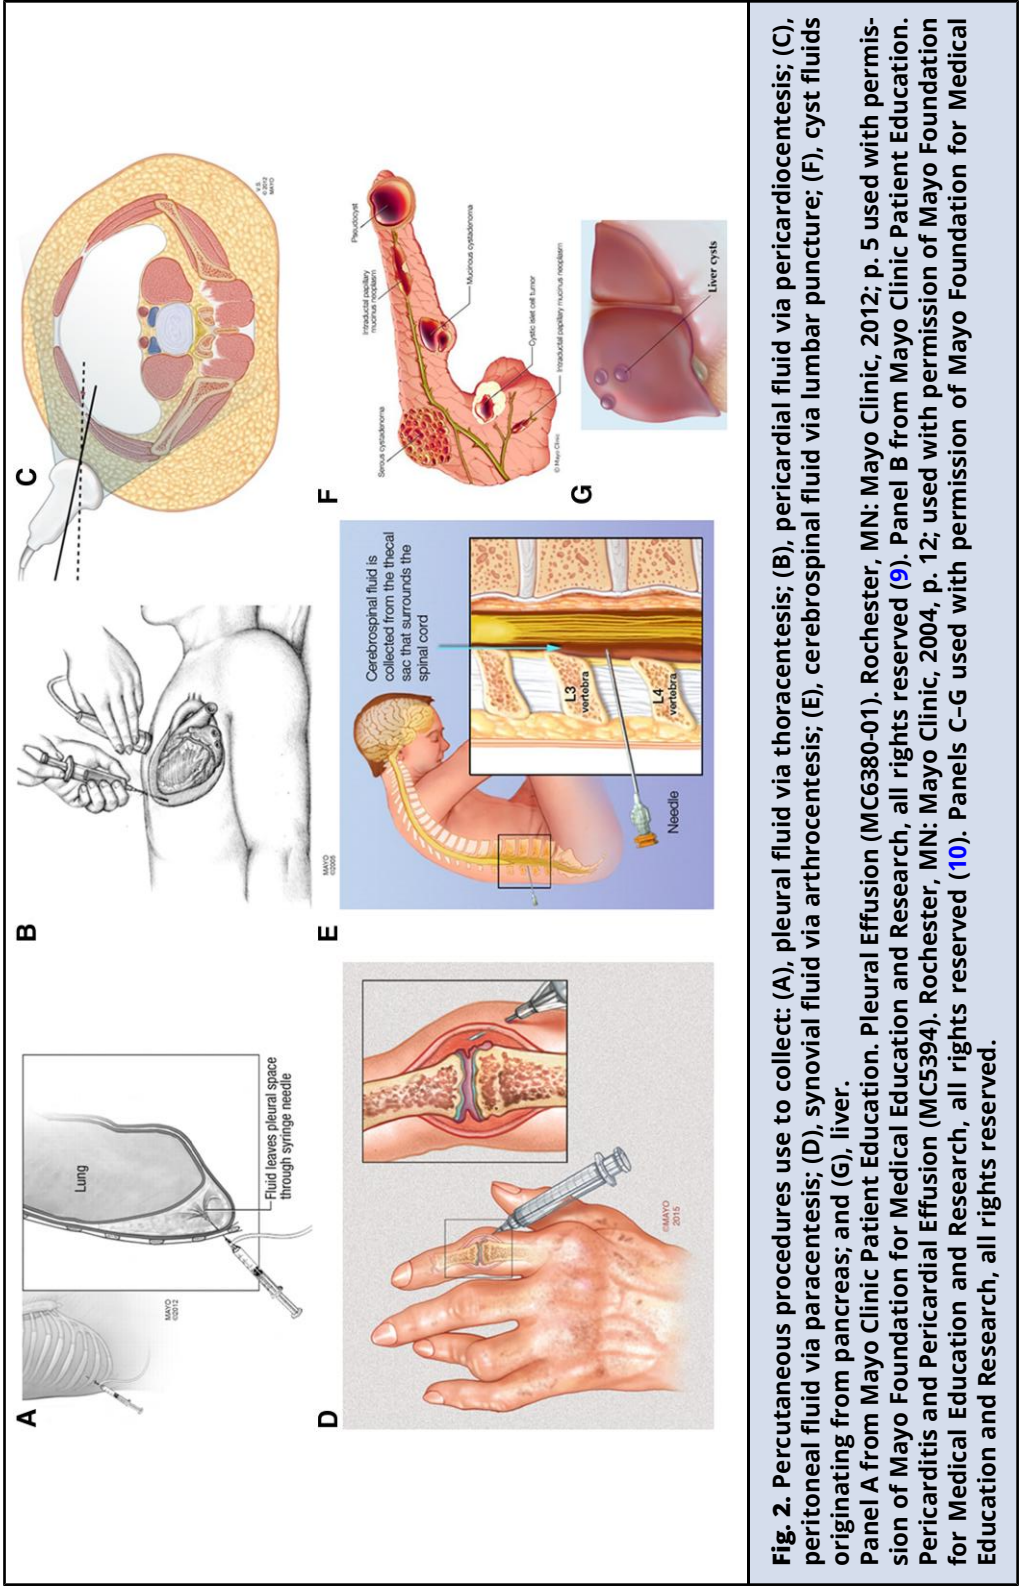 A
Lung
Fluid leaves pleural space
through syringe needle
MAYO
©2012
B
MAYO
©2005
C
V.S.
© 2012
MAYO
D
©MAYO
2015
E
Cerebrospinal fluid is
collected from the thecal
sac that surrounds the
spinal cord
L3
vertebra
L4
vertebra
Needle
F
Serous cystadenoma
Intraductal papillary
mucinus neoplasm
Pseudocyst
Mucinous cystadenoma
Cystic islet cell tumor
Intraductal papillary mucinus neoplasm
© Mayo Clinic
G
Liver cysts
Fig. 2. Percutaneous procedures use to collect: (A), pleural fluid via thoracentesis; (B), pericardial fluid via pericardiocentesis; (C),
peritoneal fluid via paracentesis; (D), synovial fluid via arthrocentesis; (E), cerebrospinal fluid via lumbar puncture; (F), cyst fluids
originating from pancreas; and (G), liver.
Panel A from Mayo Clinic Patient Education. Pleural Effusion (MC6380-01). Rochester, MN: Mayo Clinic, 2012; p. 5 used with permis-
sion of Mayo Foundation for Medical Education and Research, all rights reserved (9). Panel B from Mayo Clinic Patient Education.
Pericarditis and Pericardial Effusion (MC5394). Rochester, MN: Mayo Clinic, 2004, p. 12; used with permission of Mayo Foundation
for Medical Education and Research, all rights reserved (10). Panels C–G used with permission of Mayo Foundation for Medical
Education and Research, all rights reserved.